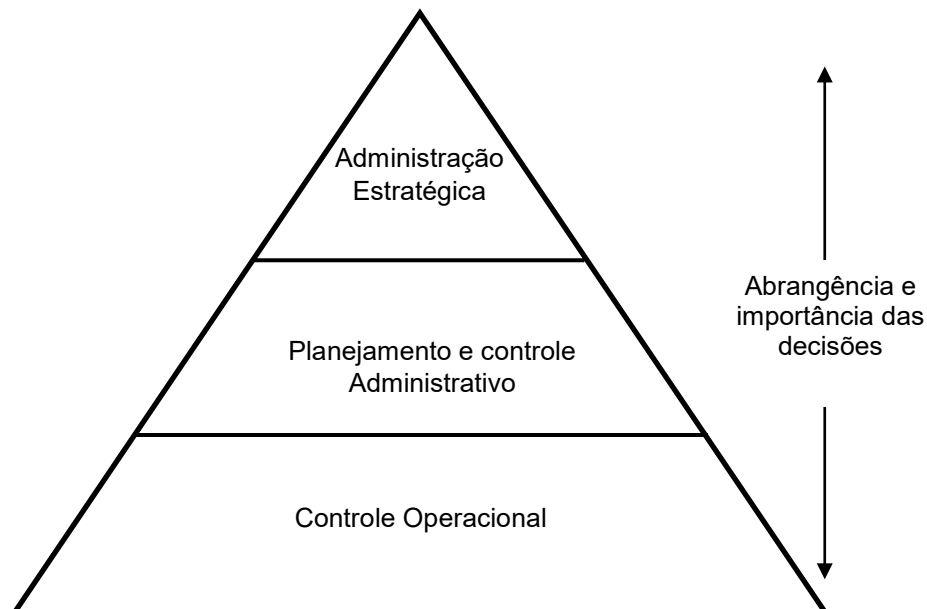 Administração
Estratégica
Abrangência e
importância das
decisões
Planejamento e controle
Administrativo
Controle Operacional